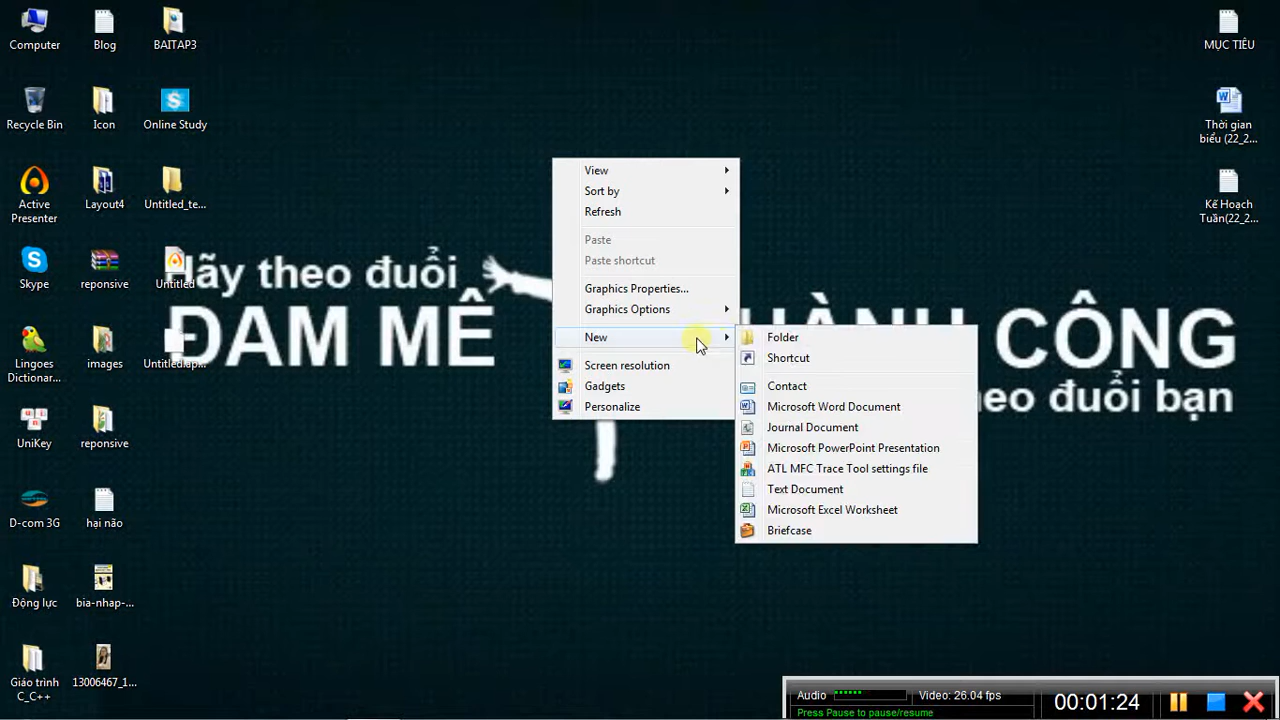 Computer
Blog
BAITAP3
Recycle Bin
Icon
Online Study
Active
Presenter
Layout4
Untitled_te...
Skype
reponsive
Untitled
Lingoes
Dictionar...
images
UniKey
reponsive
D-com 3G
hại não
Động lực
bia-nhap-...
Giáo trình
C_C++
13006467_1...
MỤC TIÊU
Thời gian
biểu (22_2...
Kế Hoạch
Tuần(22_2...
Hãy theo đuổi
ĐAM MÊ
HÀNH CÔNG
theo đuổi bạn
View
Sort by
Refresh
Paste
Paste shortcut
Graphics Properties...
Graphics Options
New
Screen resolution
Gadgets
Personalize
Folder
Shortcut
Contact
Microsoft Word Document
Journal Document
Microsoft PowerPoint Presentation
ATL MFC Trace Tool settings file
Text Document
Microsoft Excel Worksheet
Briefcase
Audio
Video: 26.04 fps
00:01:24
Press Pause to pause/resume